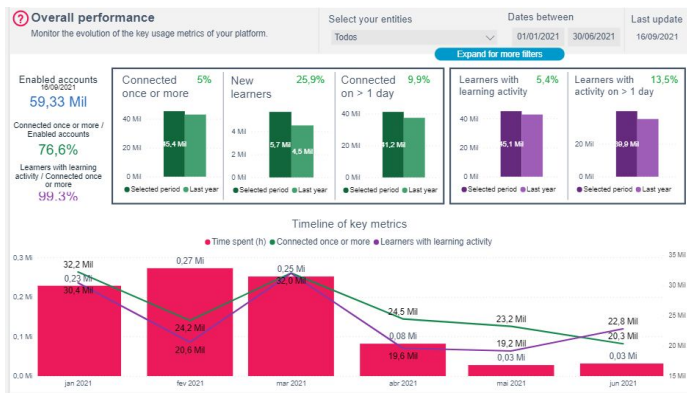 ? Overall performance
Monitor the evolution of the key usage metrics of your platform.
Select your entities
Todos
Dates between
01/01/2021 30/06/2021
Last update
16/09/2021
Expand for more filters
Enabled accounts
16/09/2021
59,33 Mil
Connected once or more /
Enabled accounts
76,6%
Learners with learning
activity / Connected once
or more
99.3%
Connected 5%
once or more
40 Mil
20 Mil
0 Mil
45,4 Mil
Selected period Last year
New 25,9%
learners
4 Mil
2 Mil
0 Mil
5,7 Mil
4,5 Mil
Selected period Last year
Connected 9,9%
on > 1 day
40 Mil
20 Mil
0 Mil
41,2 Mil
Selected period Last year
Learners with 5,4%
learning activity
40 Mil
20 Mil
0 Mil
45,1 Mil
Selected period Last year
Learners with 13,5%
activity on > 1 day
20 Mil
0 Mil
39,9 Mil
Selected period Last year
Timeline of key metrics
Time spent (h) Connected once or more Learners with learning activity
0,3 Mi
0,2 Mi
0,1 Mi
0,0 Mi
35 Mil
30 Mil
25 Mil
20 Mil
15 Mil
32,2 Mil
0,23 Mi
30,4 Mil
0,27 Mi
24,2 Mil
20,6 Mil
0,25 Mi
32,0 Mil
24,5 Mil
0,08 Mi
19,6 Mil
23,2 Mil
19,2 Mil
0,03 Mi
22,8 Mil
20,3 Mil
0,03 Mi
jan 2021 fev 2021 mar 2021 abr 2021 mai 2021 jun 2021